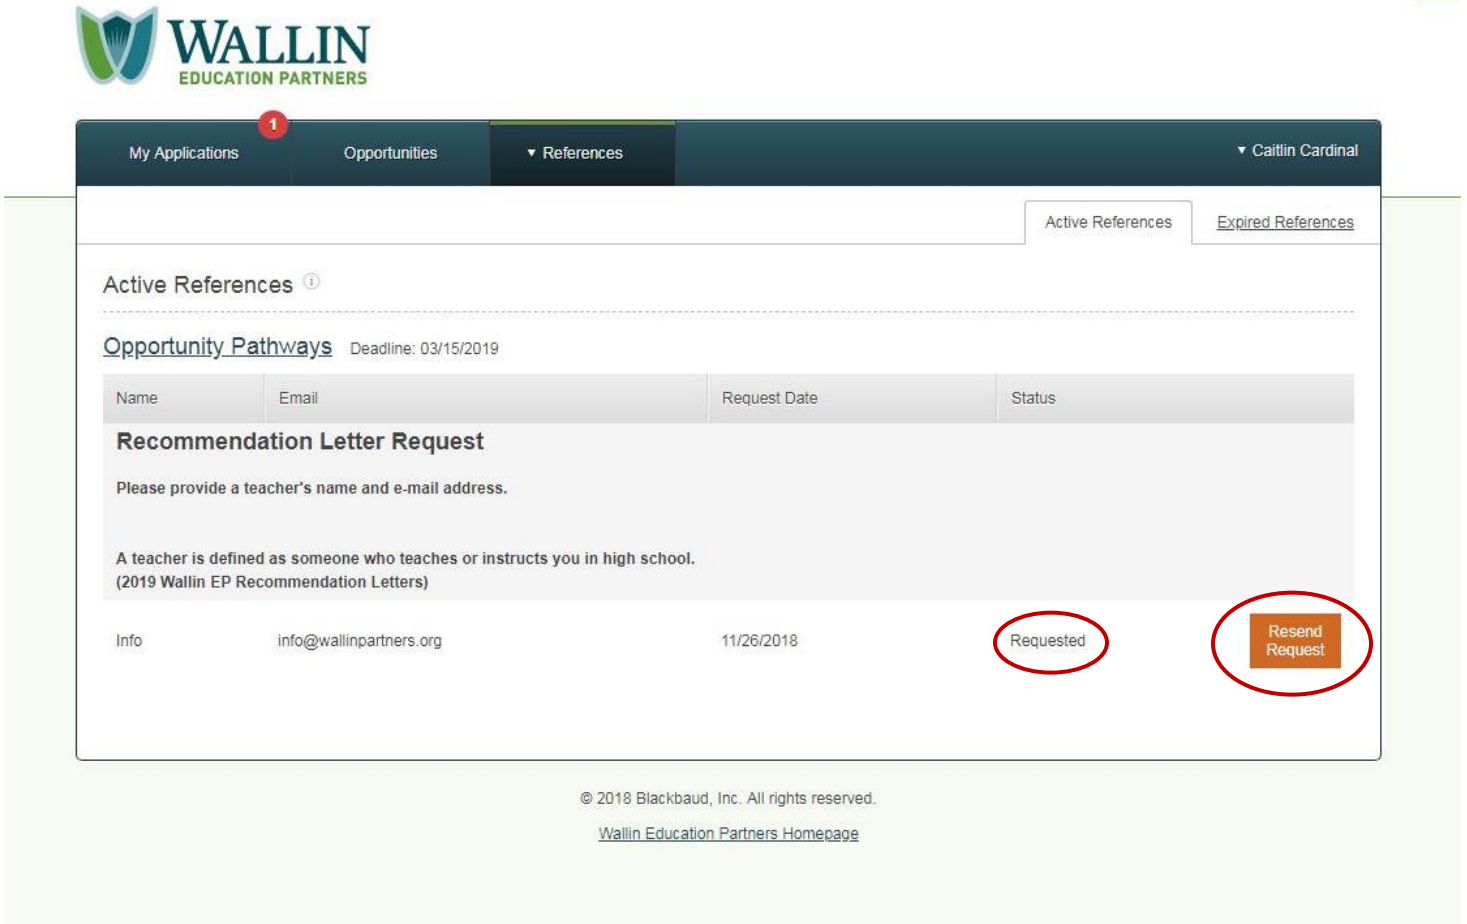 WALLIN
EDUCATION PARTNERS
1
My Applications Opportunities ▼ References ▼ Caitlin Cardinal
Active References Expired References
Active References
Opportunity Pathways Deadline: 03/15/2019
Name Email Request Date Status
Recommendation Letter Request
Please provide a teacher's name and e-mail address.
A teacher is defined as someone who teaches or instructs you in high school.
(2019 Wallin EP Recommendation Letters)
Info info@wallinpartners.org 11/26/2018 Requested Resend
Request
© 2018 Blackbaud, Inc. All rights reserved.
Wallin Education Partners Homepage